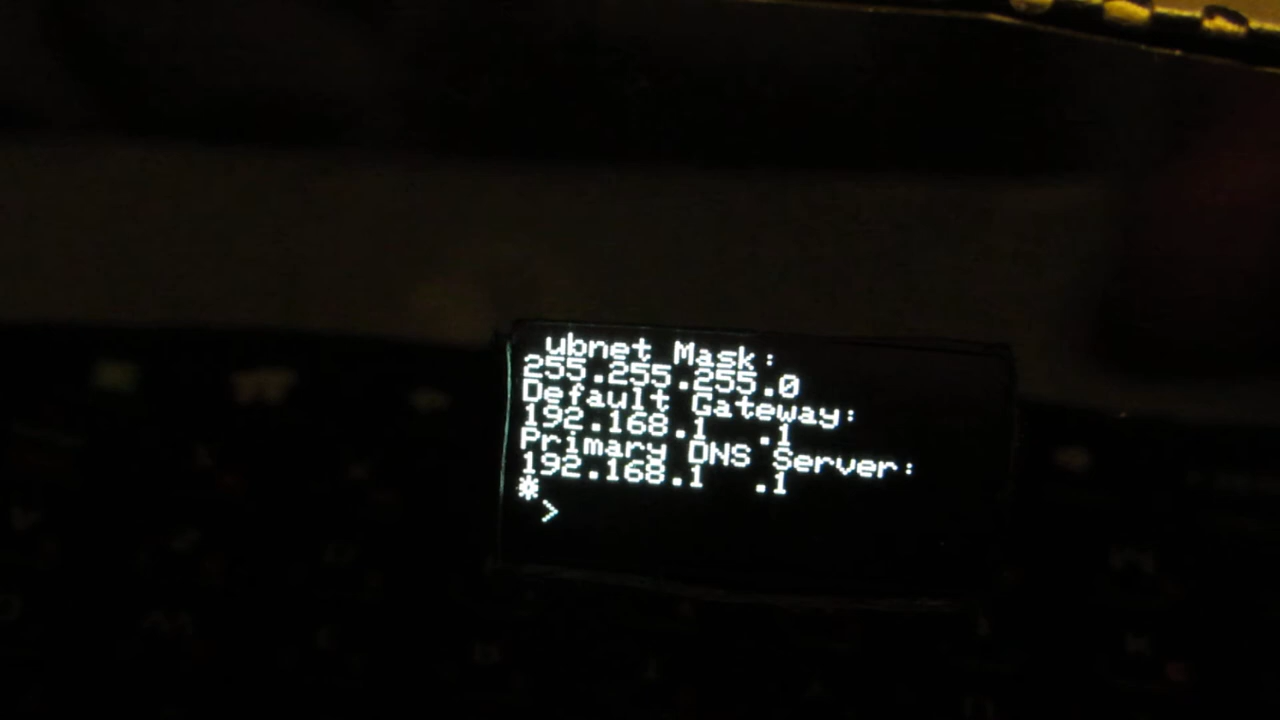 ubnet Mask:
255.255.255.0
Default Gateway:
192.168.1   .1
Primary DNS Server:
192.168.1   .1
*
>